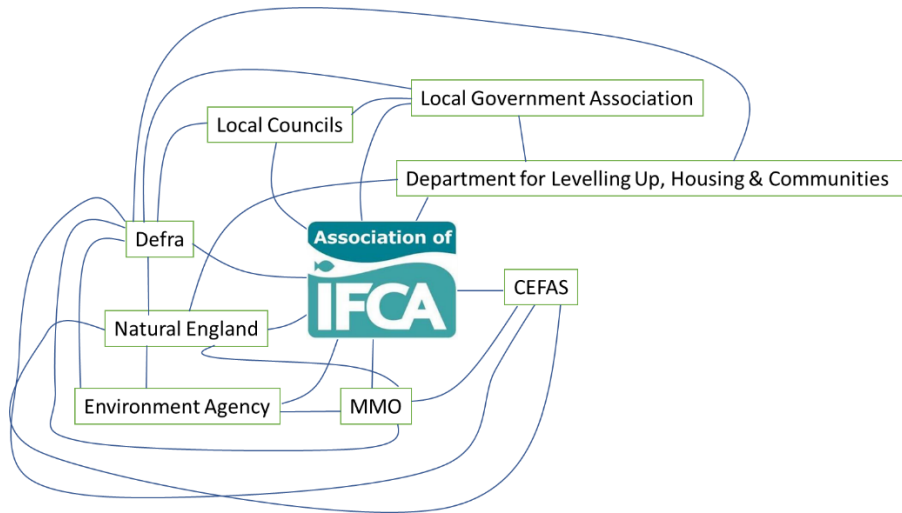 Local Government Association
Local Councils
Department for Levelling Up, Housing & Communities
Defra
Association of
IFCA
CEFAS
Natural England
Environment Agency
MMO